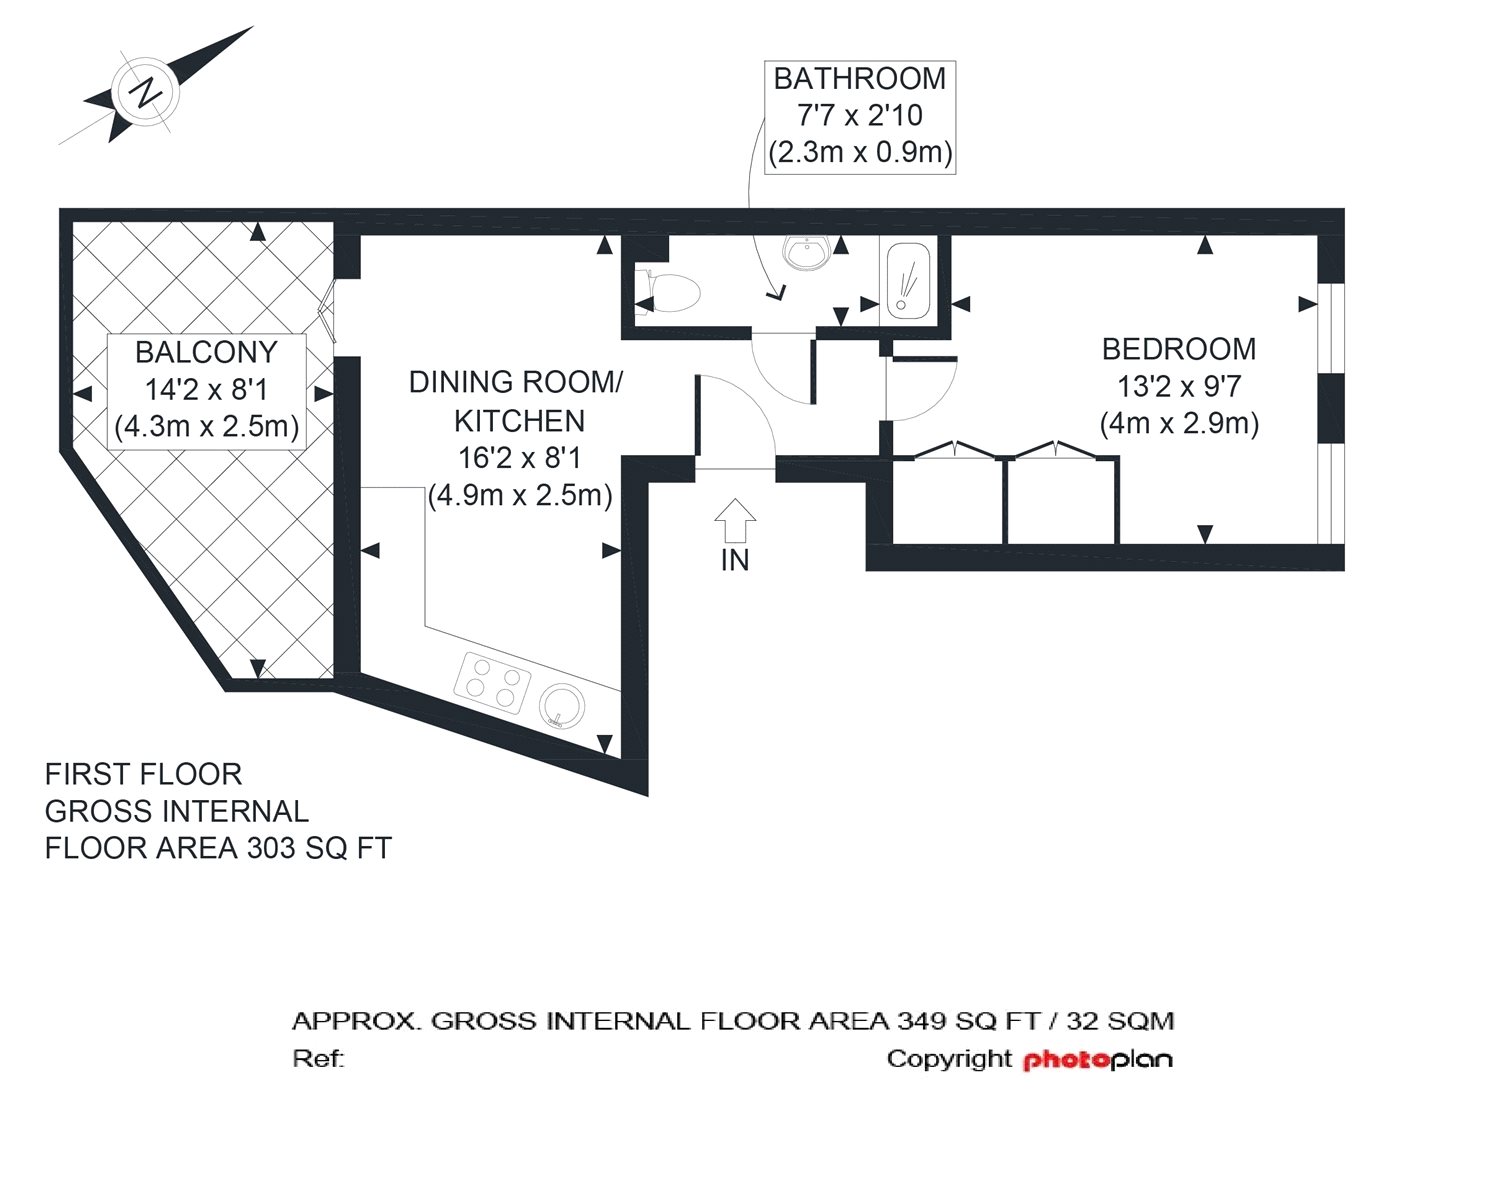 N
BATHROOM
7'7 x 2'10
(2.3m x 0.9m)
BALCONY
14'2 x 8'1
(4.3m x 2.5m)
DINING ROOM/
KITCHEN
16'2 x 8'1
(4.9m x 2.5m)
BEDROOM
13'2 x 9'7
(4m x 2.9m)
IN
FIRST FLOOR
GROSS INTERNAL
FLOOR AREA 303 SQ FT
APPROX. GROSS INTERNAL FLOOR AREA 349 SQ FT / 32 SQM
Ref:
Copyright photoplan